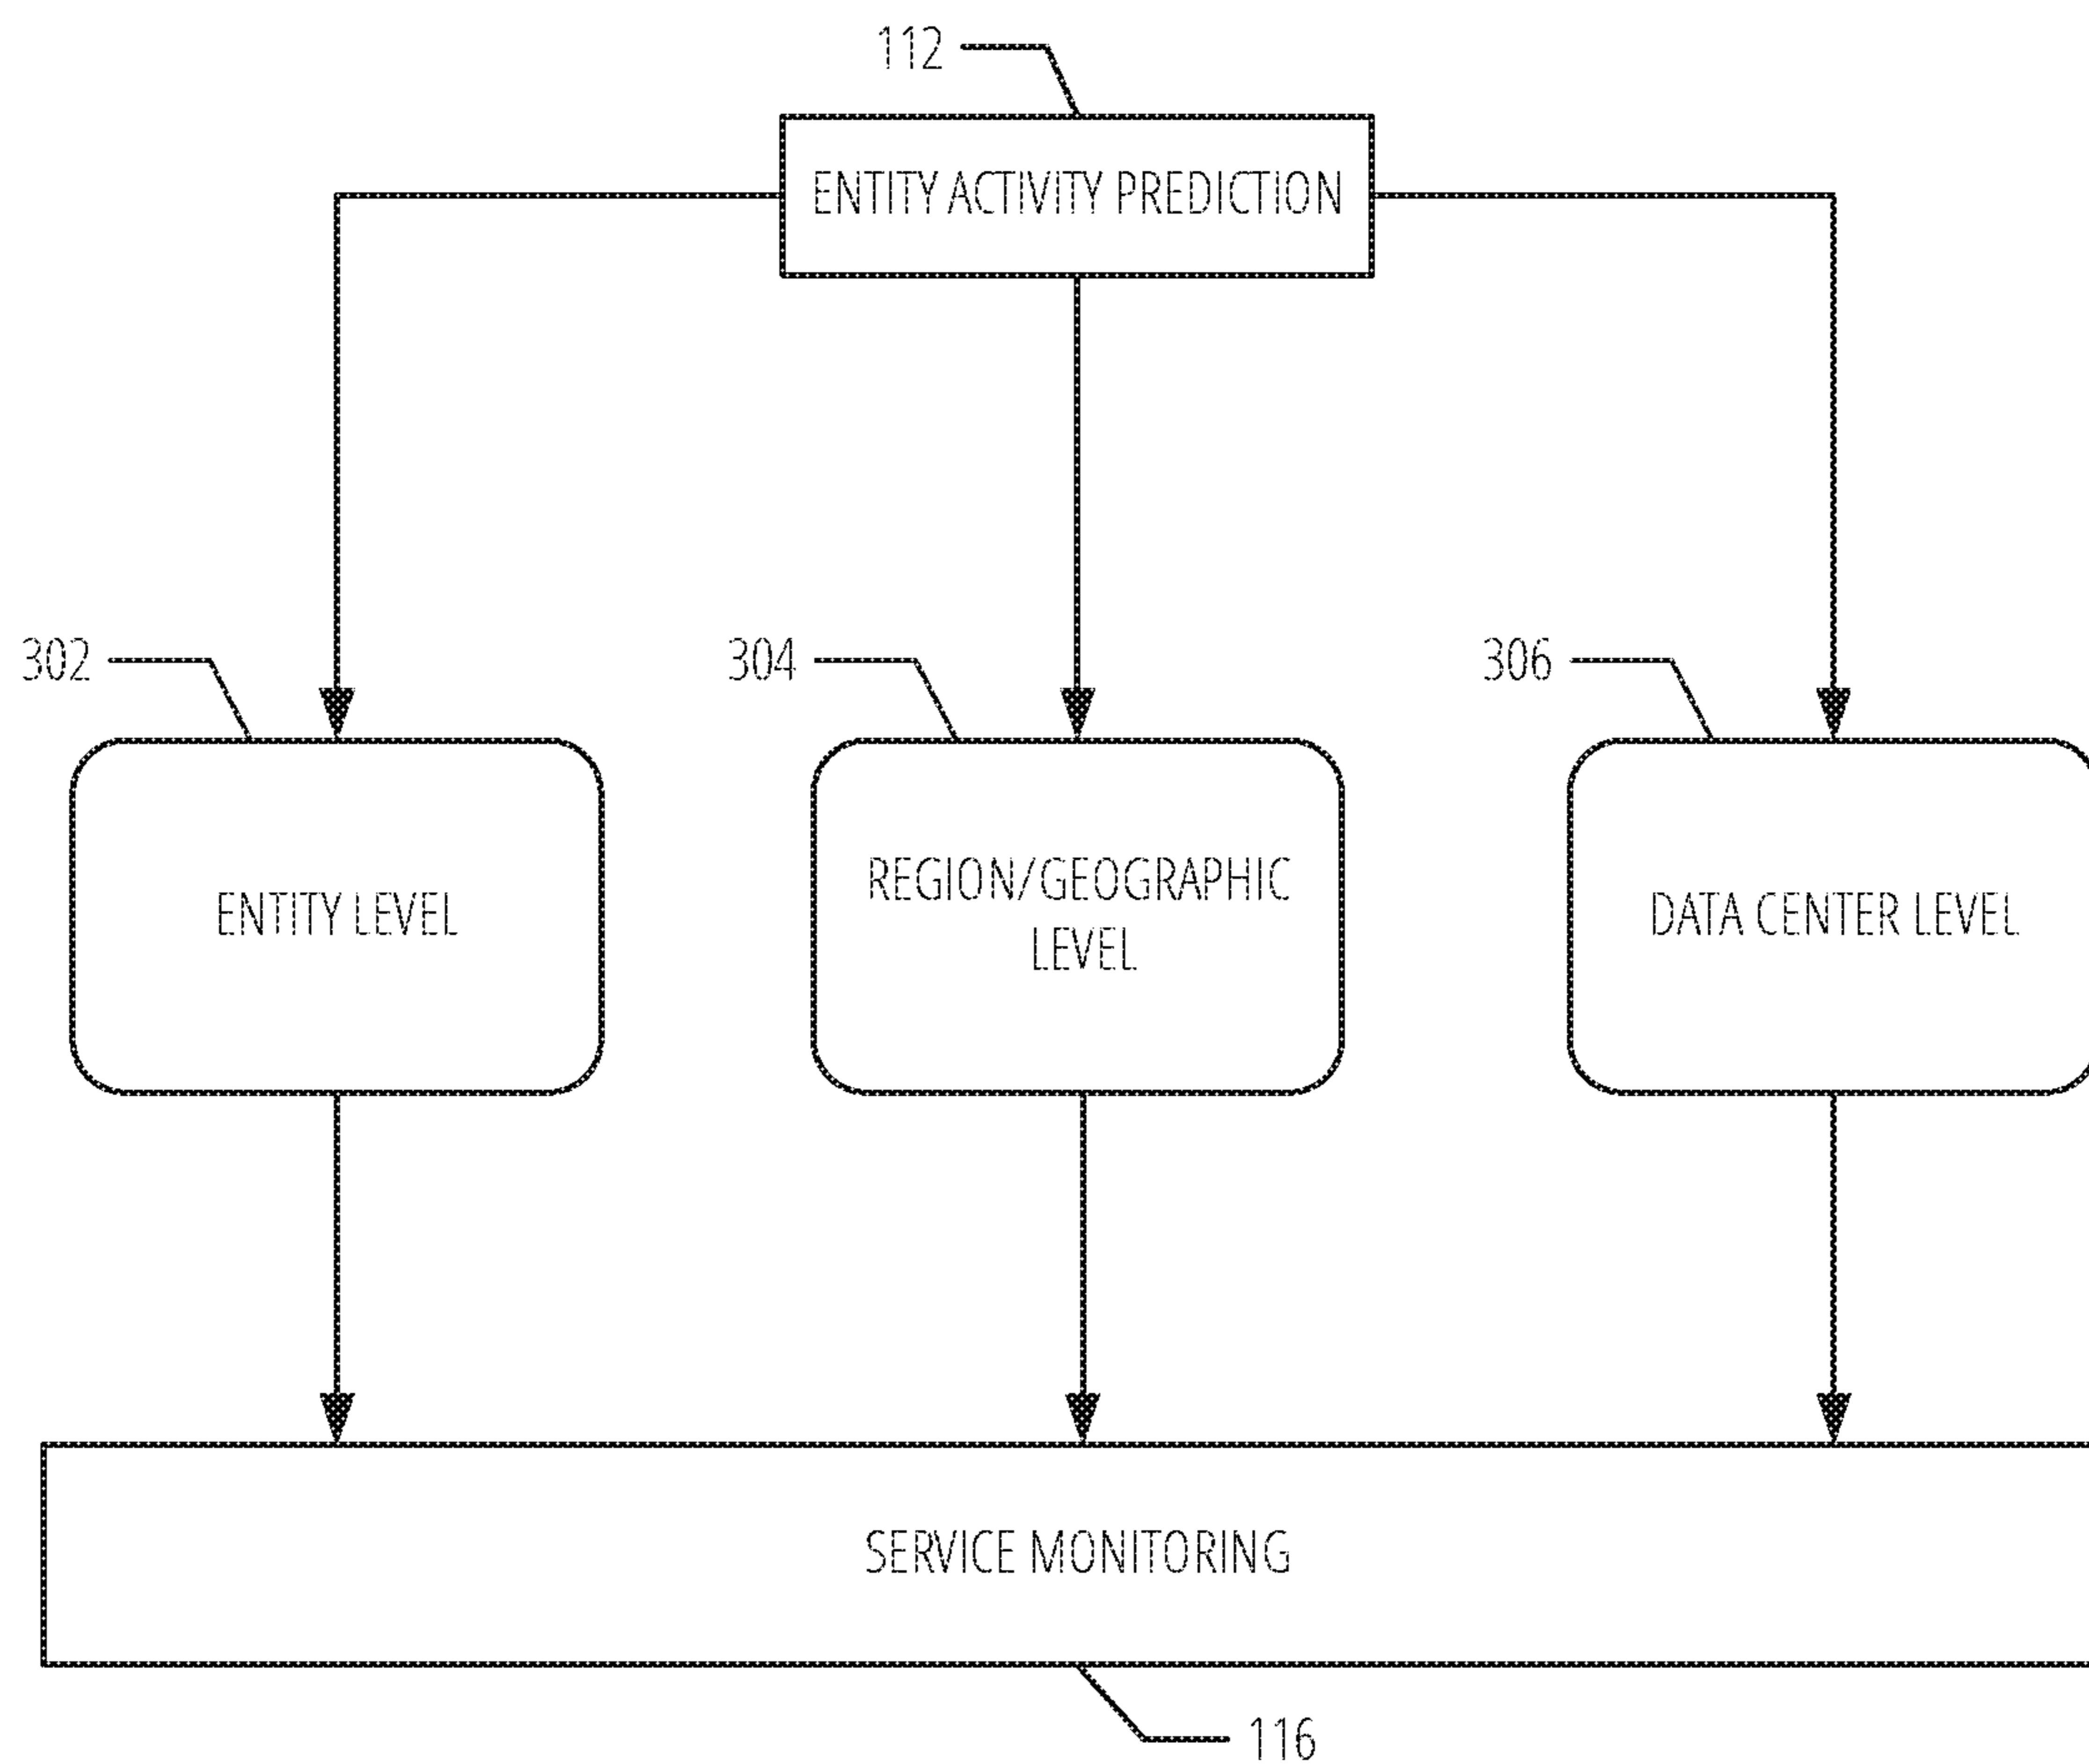 112
ENTITY ACTIVITY PREDICTION
302
304
306
ENTITY LEVEL
REGION/GEOGRAPHIC
LEVEL
DATA CENTER LEVEL
SERVICE MONITORING
116